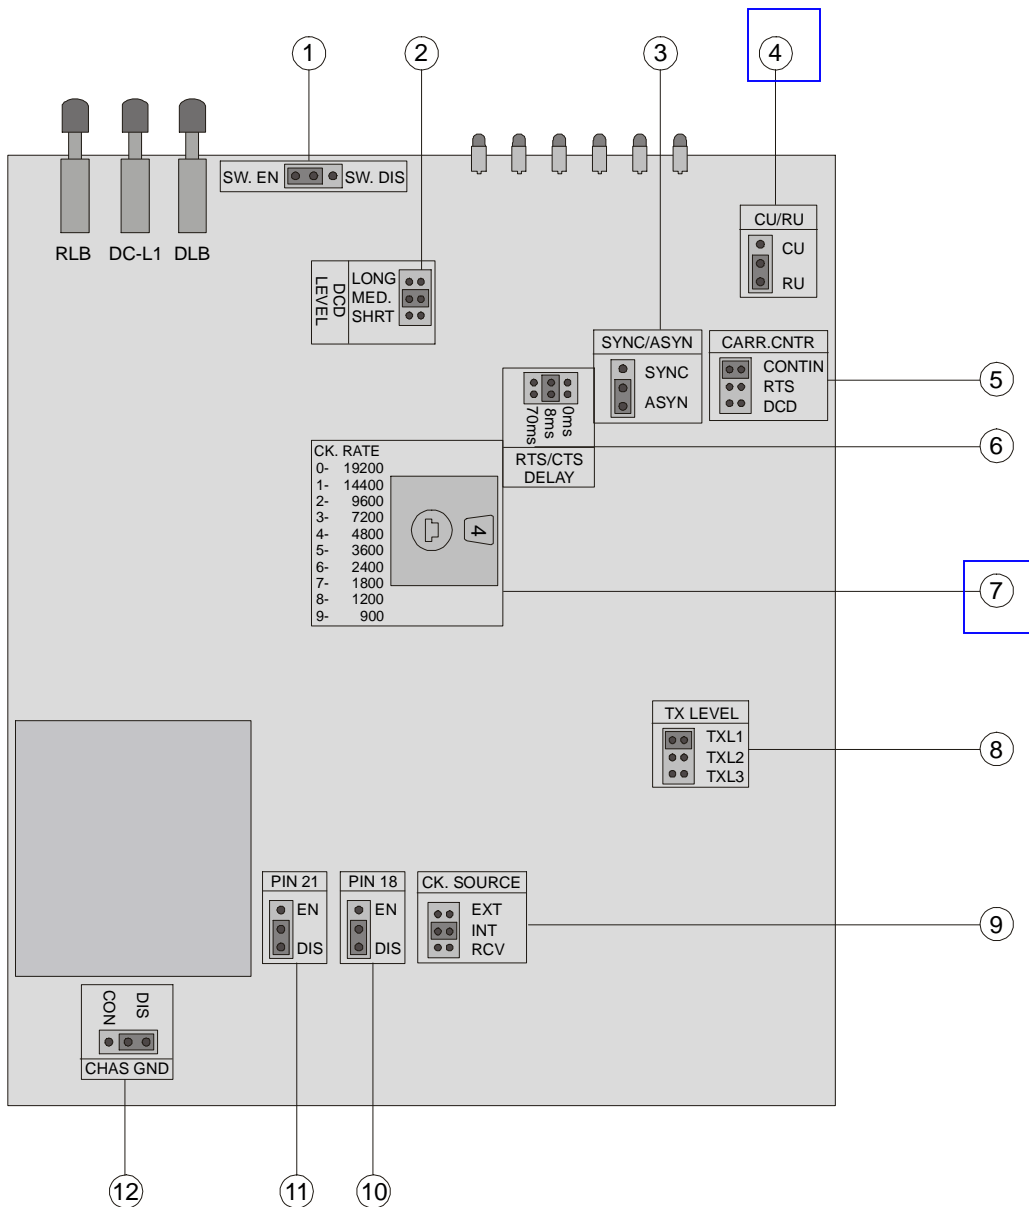 1
2
3
4
SW. EN
SW. DIS
RLB
DC-L1
DLB
DCD LEVEL
LONG
MED.
SHRT
CU/RU
CU
RU
SYNC/ASYN
SYNC
ASYN
CARR.CNTR
CONTIN
RTS
DCD
5
70ms
8ms
0ms
RTS/CTS
DELAY
6
CK. RATE
0- 19200
1- 14400
2- 9600
3- 7200
4- 4800
5- 3600
6- 2400
7- 1800
8- 1200
9- 900
4
7
TX LEVEL
TXL1
TXL2
TXL3
8
PIN 21
EN
DIS
PIN 18
EN
DIS
CK. SOURCE
EXT
INT
RCV
9
CON
DIS
CHAS GND
12
11
10